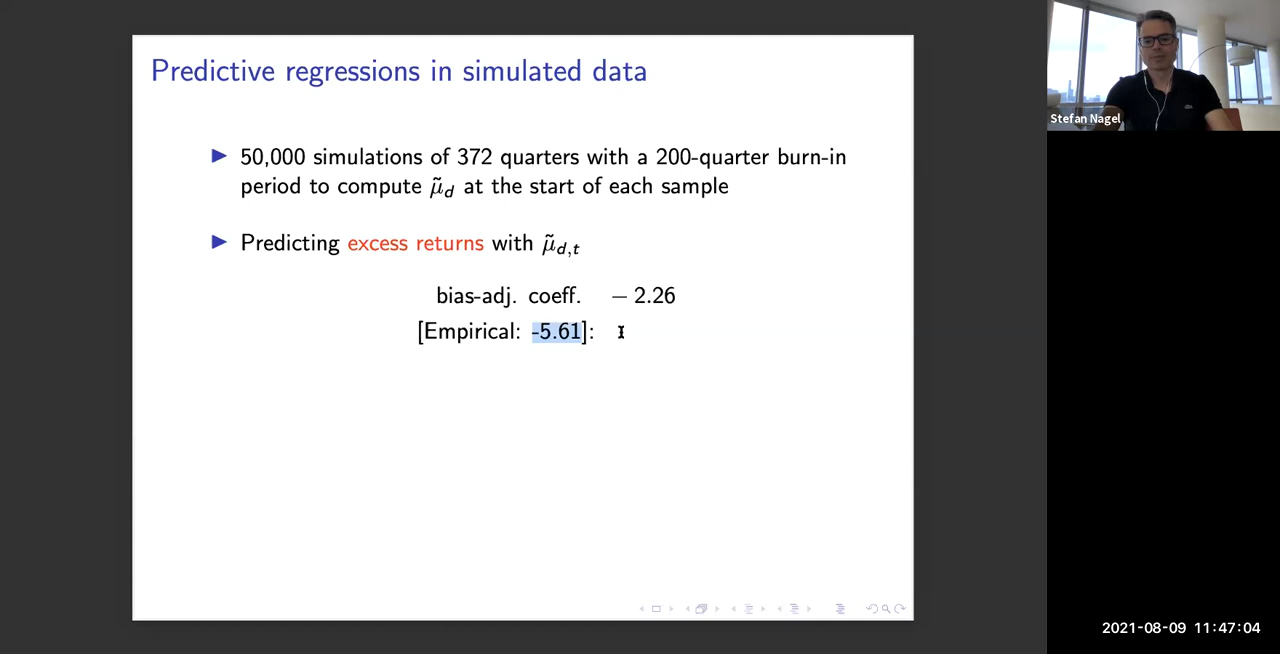 Predictive regressions in simulated data
50,000 simulations of 372 quarters with a 200-quarter burn-in
period to compute μ̃_d at the start of each sample
Predicting excess returns with μ̃_{d,t}
bias-adj. coeff. − 2.26
[Empirical: -5.61]:
Stefan Nagel
2021-08-09 11:47:04